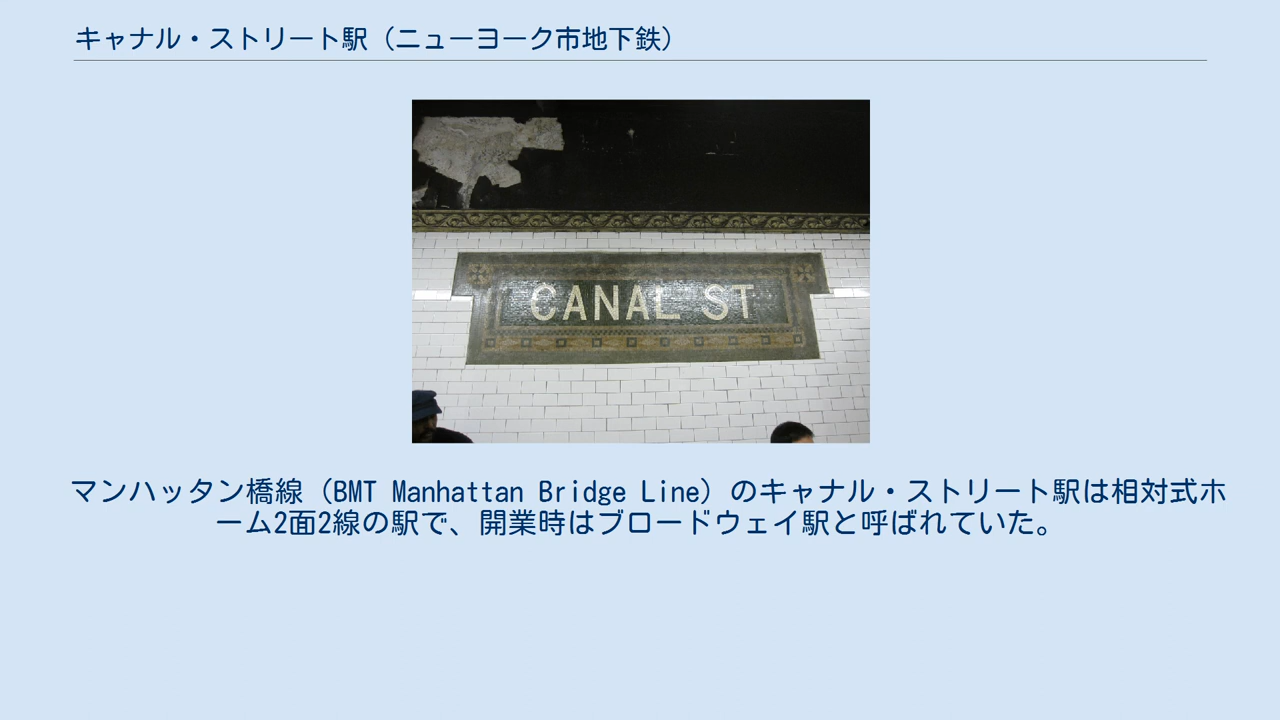 キャナル・ストリート駅（ニューヨーク市地下鉄）
CANAL ST
マンハッタン橋線（BMT Manhattan Bridge Line）のキャナル・ストリート駅は相対式ホ
ーム2面2線の駅で、開業時はブロードウェイ駅と呼ばれていた。